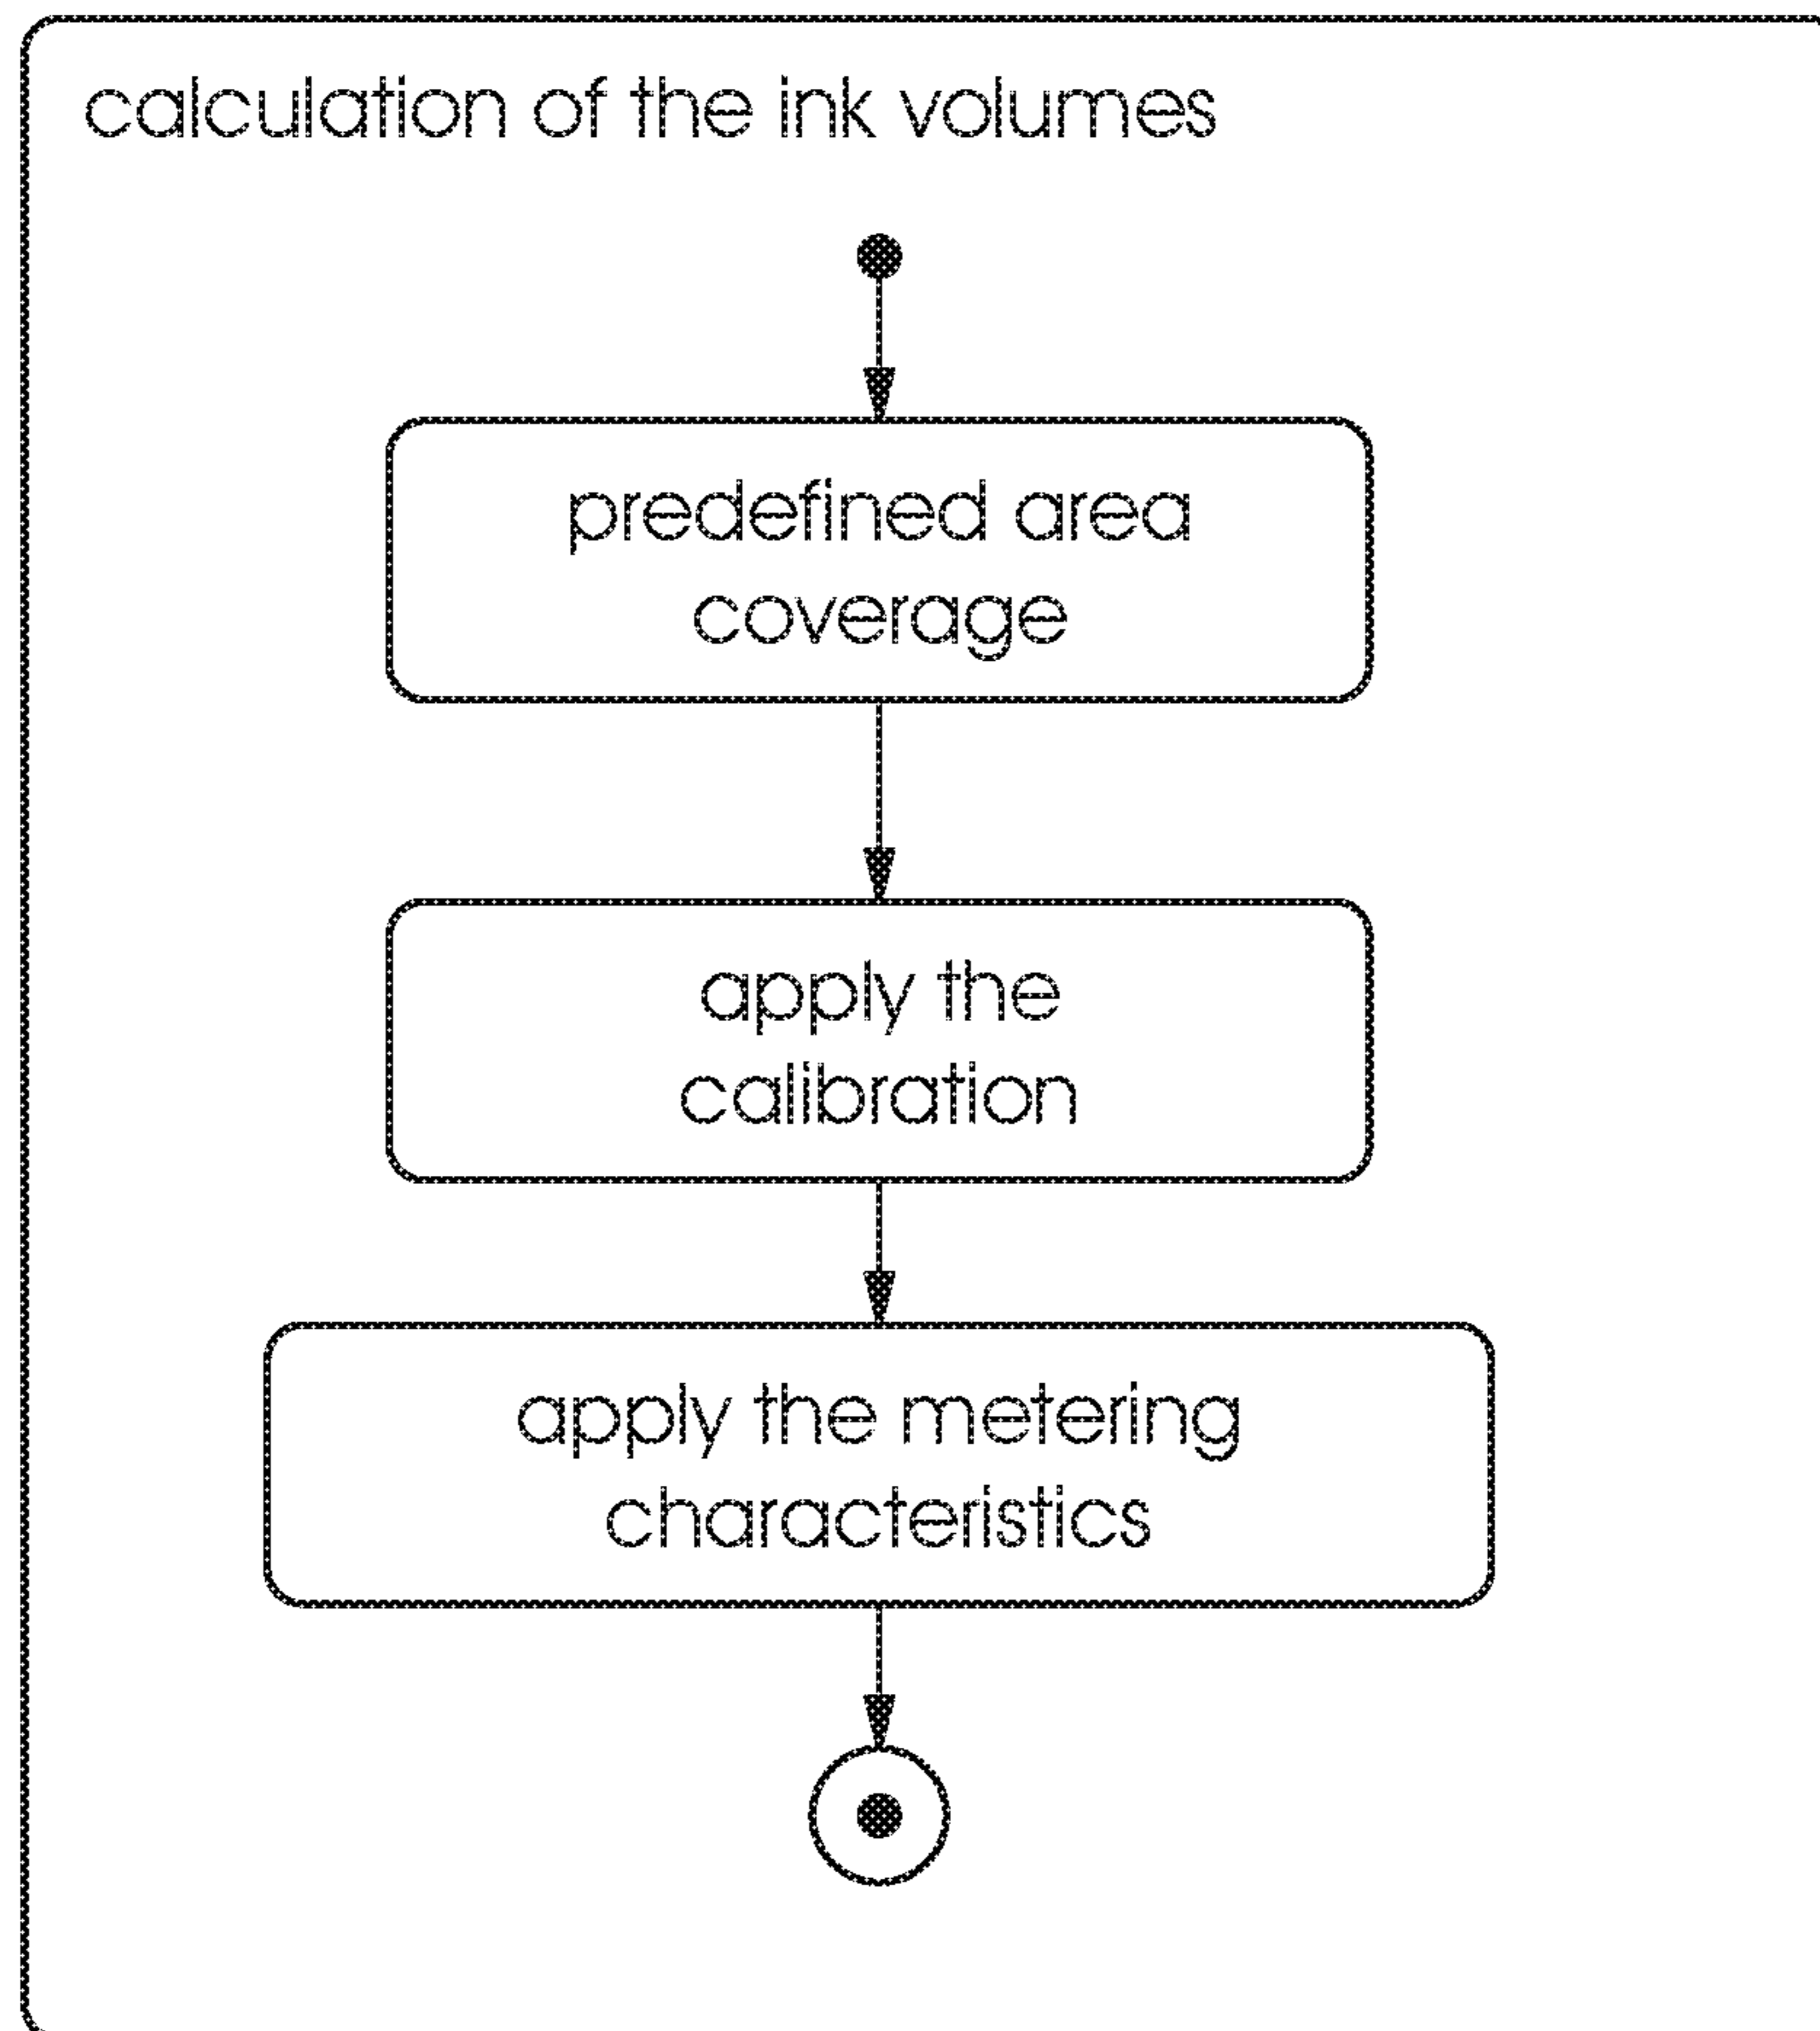 calculation of the ink volumes
predefined area
coverage
apply the
calibration
apply the metering
characteristics